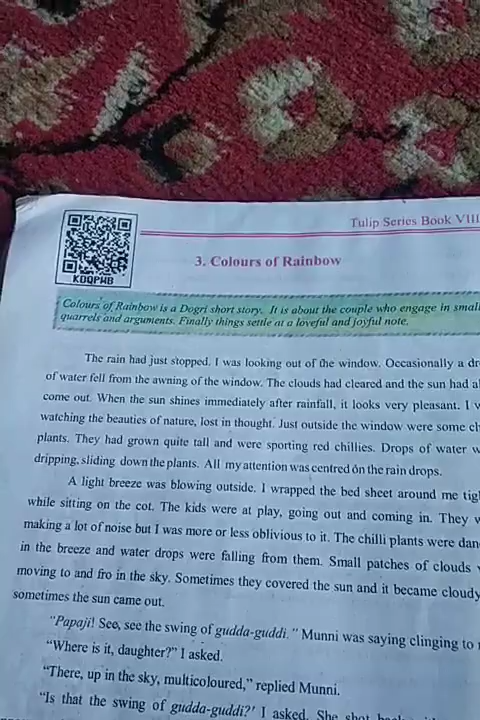 Tulip Series Book VIII
KDQPWB
3. Colours of Rainbow
Colours of Rainbow is a Dogri short story. It is about the couple who engage in small
quarrels and arguments. Finally things settle at a loveful and joyful note.
The rain had just stopped. I was looking out of the window. Occasionally a
of water fell from the awning of the window. The clouds had cleared and the sun had
come out. When the sun shines immediately after rainfall, it looks very pleasant. I
watching the beauties of nature, lost in thought. Just outside the window were some
plants. They had grown quite tall and were sporting red chillies. Drops of water
dripping, sliding down the plants. All my attention was centred on the rain drops.
A light breeze was blowing outside. I wrapped the bed sheet around me
while sitting on the cot. The kids were at play, going out and coming in. They
making a lot of noise but I was more or less oblivious to it. The chilli plants were
in the breeze and water drops were falling from them. Small patches of clouds
moving to and fro in the sky. Sometimes they covered the sun and it became cloudy
sometimes the sun came out.
"Papaji! See, see the swing of gudda-guddi." Munni was saying clinging to
"Where is it, daughter?" I asked.
"There, up in the sky, multicoloured," replied Munni.
"Is that the swing of gudda-guddi?' I asked. She